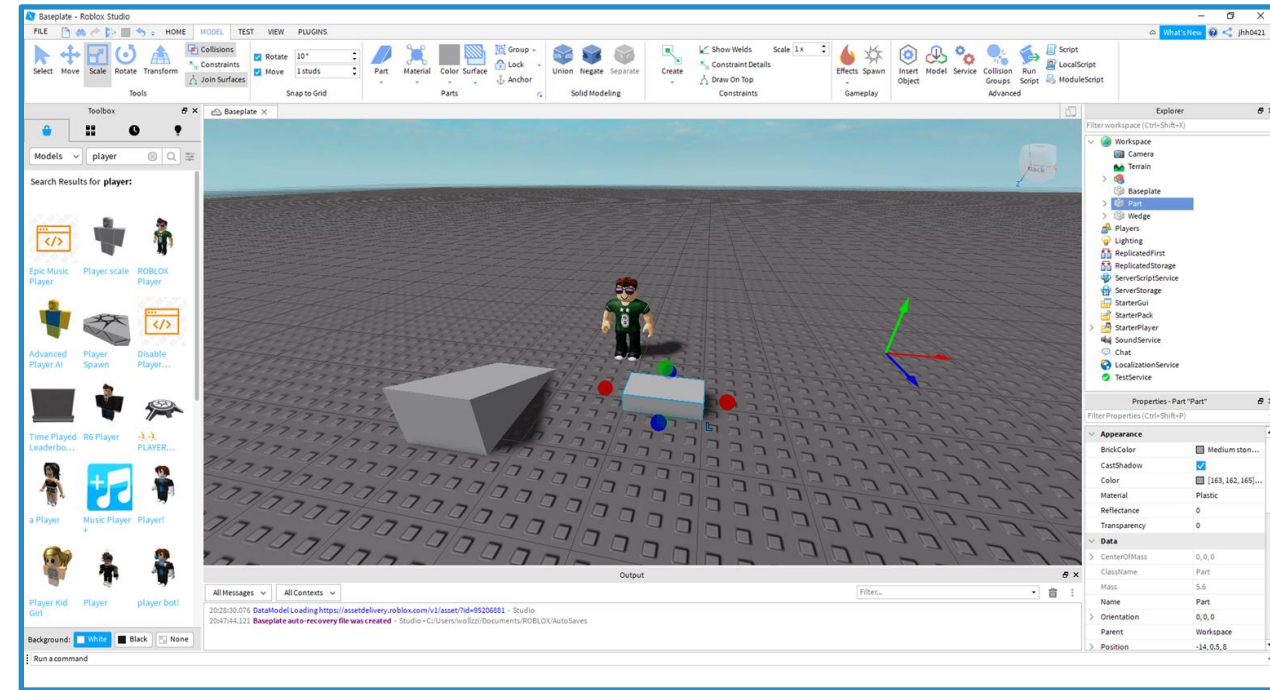 Baseplate - Roblox Studio
FILE HOME MODEL TEST VIEW PLUGINS What's New jhh0421
Select Move Scale Rotate Transform
Collisions
Constraints
Join Surfaces
Tools
Rotate 10°
Move 1 studs
Snap to Grid
Part Material Color Surface
Group
Lock
Anchor
Parts
Union Negate Separate
Solid Modeling
Create
Show Welds Scale 1 x
Constraint Details
Draw On Top
Constraints
Effects Spawn
Gameplay
Insert Object Model Service Collision Groups Run Script
Script
LocalScript
ModuleScript
Advanced
Toolbox
Models player
Search Results for player:
Epic Music Player
Player scale
ROBLOX Player
Advanced Player AI
Player Spawn
Disable Player...
Time Played Leaderbo...
R6 Player
PLAYER...
a Player
Music Player +
Player!
Player Kid Girl
Player
player bot!
Background: White Black None
Run a command
Baseplate
Back
Z
L
Output
All Messages All Contexts Filter...
20:28:30.076 DataModel Loading https://assetdelivery.roblox.com/v1/asset/?id=95206881 - Studio
20:47:44.121 Baseplate auto-recovery file was created - Studio - C:/Users/wollzzi/Documents/ROBLOX/AutoSaves
Explorer
Filter workspace (Ctrl+Shift+X)
Workspace
Camera
Terrain
Baseplate
Part
Wedge
Players
Lighting
ReplicatedFirst
ReplicatedStorage
ServerScriptService
ServerStorage
StarterGui
StarterPack
StarterPlayer
SoundService
Chat
LocalizationService
TestService
Properties - Part "Part"
Filter Properties (Ctrl+Shift+P)
Appearance
BrickColor Medium ston...
CastShadow
Color [163, 162, 165]...
Material Plastic
Reflectance 0
Transparency 0
Data
CenterOfMass 0, 0, 0
ClassName Part
Mass 5.6
Name Part
Orientation 0, 0, 0
Parent Workspace
Position -14, 0.5, 8